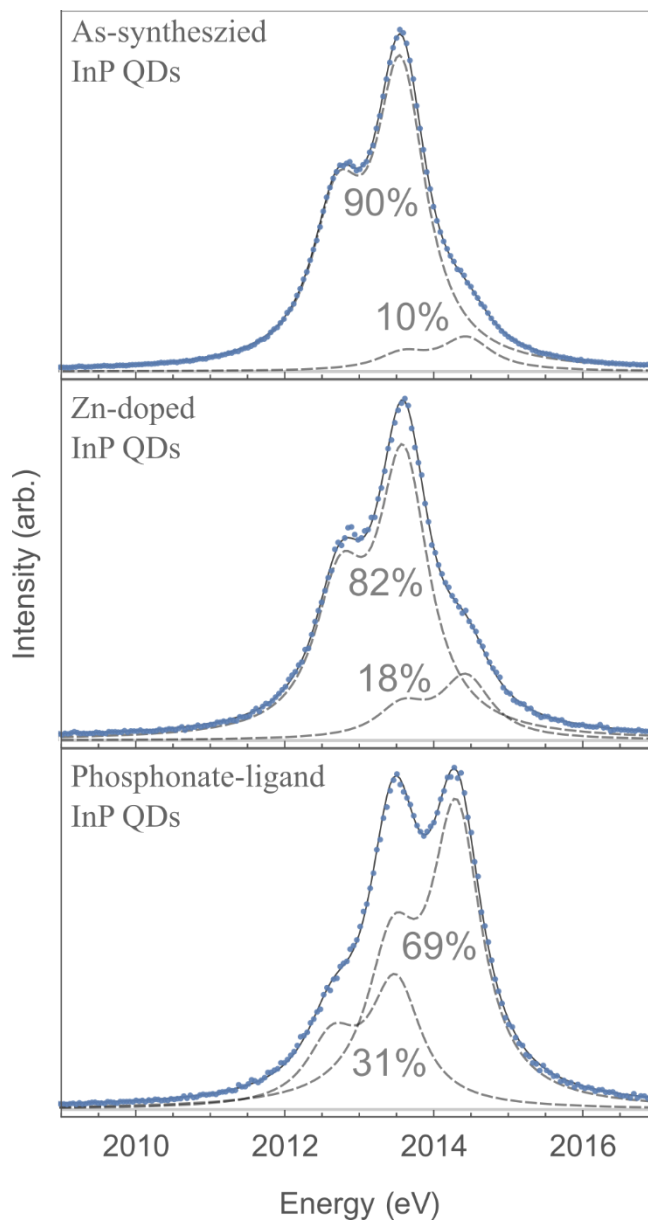 As-syntheszied
InP QDs
90%
10%
Zn-doped
InP QDs
82%
18%
Phosphonate-ligand
InP QDs
69%
31%
2010 2012 2014 2016
Energy (eV)
Intensity (arb.)